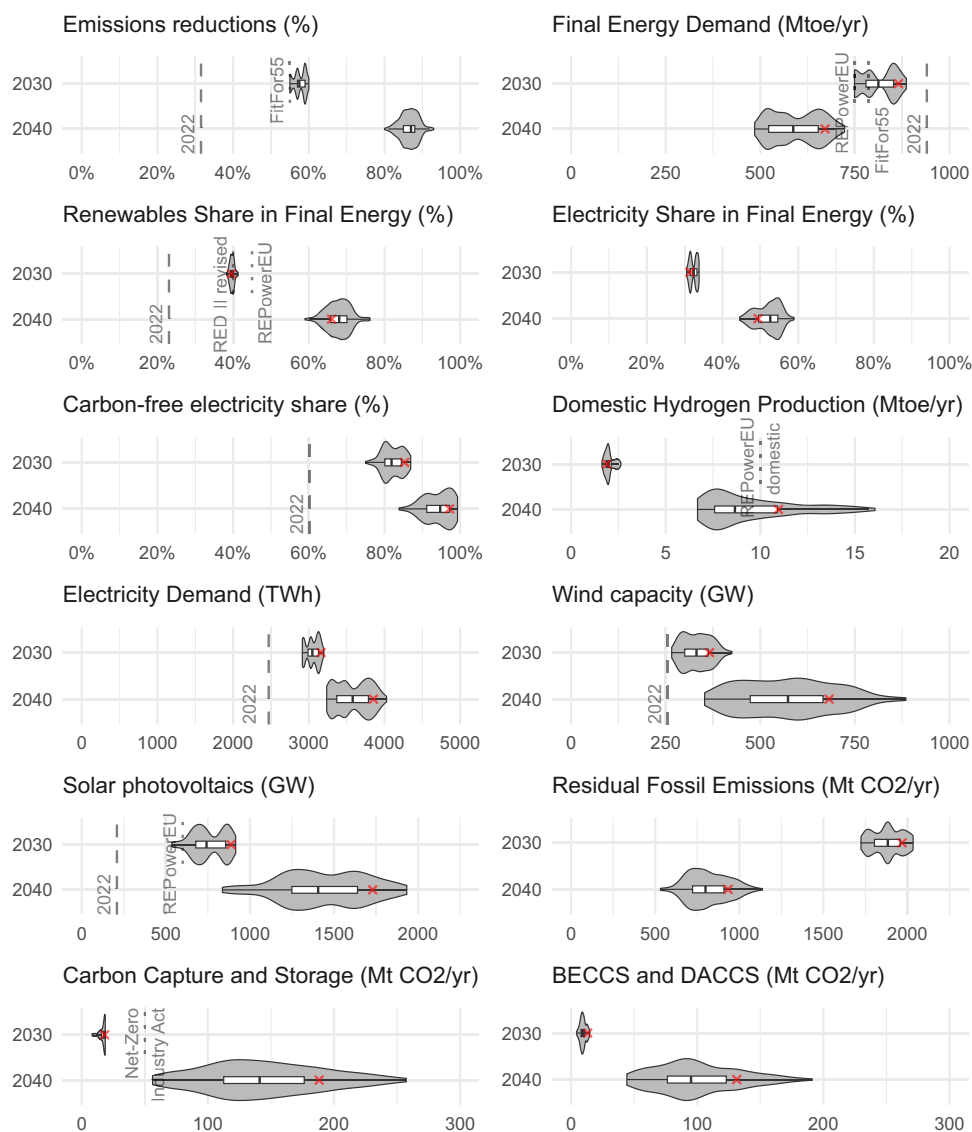 Emissions reductions (%)
2030
2040
2022
FitFor55
0% 20% 40% 60% 80% 100%
Final Energy Demand (Mtoe/yr)
2030
2040
REPowerEU
FitFor55
2022
0 250 500 750 1000
Renewables Share in Final Energy (%)
2030
2040
2022
RED II revised
REPowerEU
0% 20% 40% 60% 80% 100%
Electricity Share in Final Energy (%)
2030
2040
0% 20% 40% 60% 80% 100%
Carbon-free electricity share (%)
2030
2040
2022
0% 20% 40% 60% 80% 100%
Domestic Hydrogen Production (Mtoe/yr)
2030
2040
REPowerEU
domestic
0 5 10 15 20
Electricity Demand (TWh)
2030
2040
2022
0 1000 2000 3000 4000 5000
Wind capacity (GW)
2030
2040
2022
0 250 500 750 1000
Solar photovoltaics (GW)
2030
2040
2022
REPowerEU
0 500 1000 1500 2000
Residual Fossil Emissions (Mt CO2/yr)
2030
2040
0 500 1000 1500 2000
Carbon Capture and Storage (Mt CO2/yr)
2030
2040
Net-Zero
Industry Act
0 100 200 300
BECCS and DACCS (Mt CO2/yr)
2030
2040
0 100 200 300